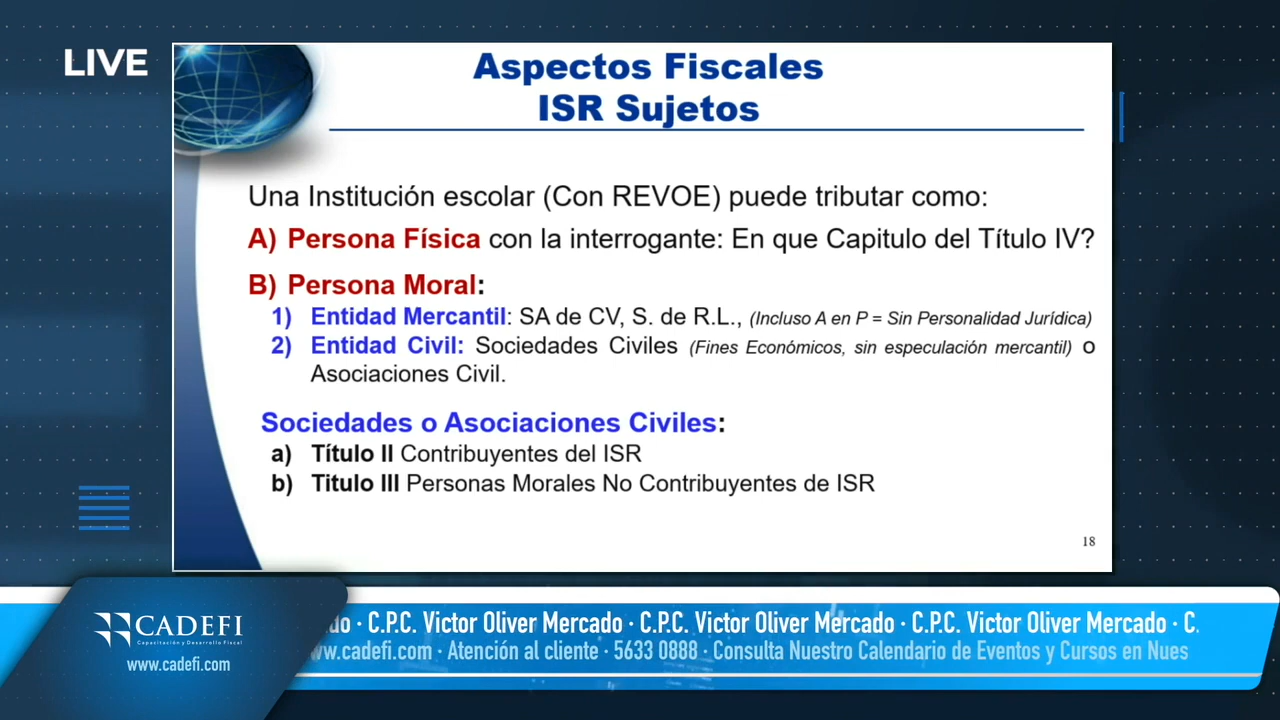 LIVE
Aspectos Fiscales
ISR Sujetos
Una Institución escolar (Con REVOE) puede tributar como:
A) Persona Física con la interrogante: En que Capitulo del Título IV?
B) Persona Moral:
1) Entidad Mercantil: SA de CV, S. de R.L., (Incluso A en P = Sin Personalidad Jurídica)
2) Entidad Civil: Sociedades Civiles (Fines Económicos, sin especulación mercantil) o
Asociaciones Civil.
Sociedades o Asociaciones Civiles:
a) Título II Contribuyentes del ISR
b) Titulo III Personas Morales No Contribuyentes de ISR
18
CADEFI
Capacitación y Desarrollo Fiscal
www.cadefi.com
do · C.P.C. Victor Oliver Mercado · C.P.C. Victor Oliver Mercado · C.P.C. Victor Oliver Mercado · C.
www.cadefi.com · Atención al cliente · 5633 0888 · Consulta Nuestro Calendario de Eventos y Cursos en Nues